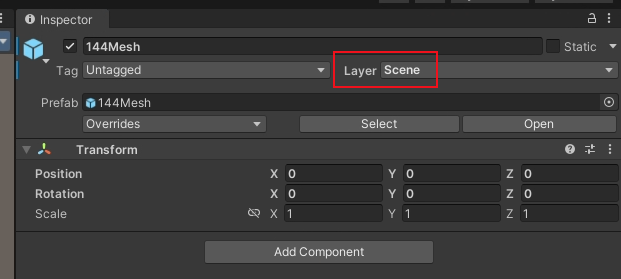 Inspector
144Mesh Static
Tag Untagged Layer Scene
Prefab 144Mesh
Overrides Select Open
Transform
Position X 0 Y 0 Z 0
Rotation X 0 Y 0 Z 0
Scale X 1 Y 1 Z 1
Add Component